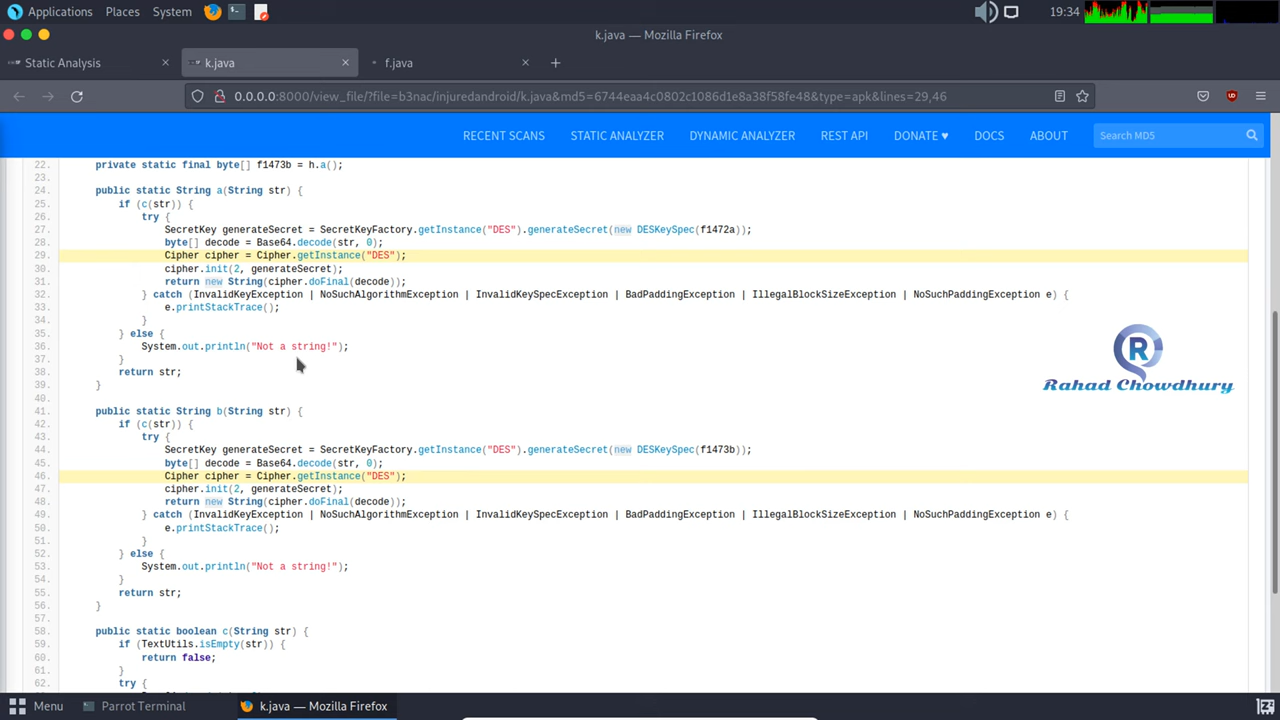 Applications Places System 19:34
k.java — Mozilla Firefox
Static Analysis k.java f.java
0.0.0.0:8000/view_file/?file=b3nac/injuredandroid/k.java&md5=6744eaa4c0802c1086d1e8a38f58fe48&type=apk&lines=29,46
RECENT SCANS STATIC ANALYZER DYNAMIC ANALYZER REST API DONATE ♥ DOCS ABOUT Search MD5
22. private static final byte[] f1473b = h.a();
23.
24. public static String a(String str) {
25. if (c(str)) {
26. try {
27. SecretKey generateSecret = SecretKeyFactory.getInstance("DES").generateSecret(new DESKeySpec(f1472a));
28. byte[] decode = Base64.decode(str, 0);
29. Cipher cipher = Cipher.getInstance("DES");
30. cipher.init(2, generateSecret);
31. return new String(cipher.doFinal(decode));
32. } catch (InvalidKeyException | NoSuchAlgorithmException | InvalidKeySpecException | BadPaddingException | IllegalBlockSizeException | NoSuchPaddingException e) {
33. e.printStackTrace();
34. }
35. } else {
36. System.out.println("Not a string!");
37. }
38. return str;
39. }
40.
41. public static String b(String str) {
42. if (c(str)) {
43. try {
44. SecretKey generateSecret = SecretKeyFactory.getInstance("DES").generateSecret(new DESKeySpec(f1473b));
45. byte[] decode = Base64.decode(str, 0);
46. Cipher cipher = Cipher.getInstance("DES");
47. cipher.init(2, generateSecret);
48. return new String(cipher.doFinal(decode));
49. } catch (InvalidKeyException | NoSuchAlgorithmException | InvalidKeySpecException | BadPaddingException | IllegalBlockSizeException | NoSuchPaddingException e) {
50. e.printStackTrace();
51. }
52. } else {
53. System.out.println("Not a string!");
54. }
55. return str;
56. }
57.
58. public static boolean c(String str) {
59. if (TextUtils.isEmpty(str)) {
60. return false;
61. }
62. try {
R
Rahad Chowdhury
Menu Parrot Terminal k.java — Mozilla Firefox